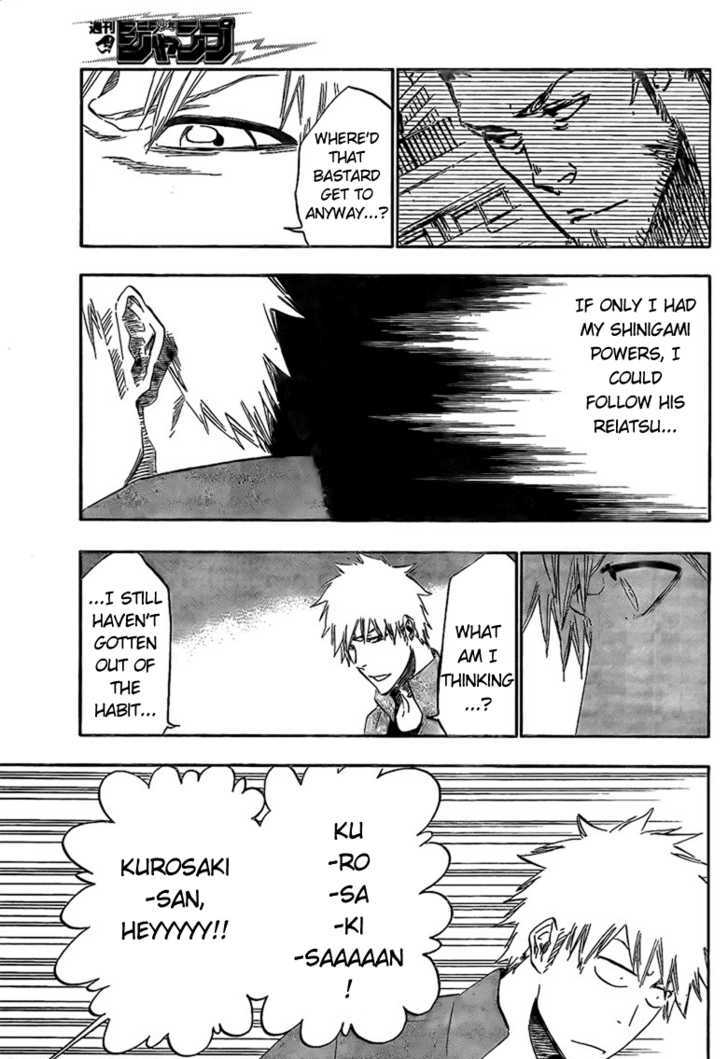 週刊
少年
ジャンプ
WHERE'D
THAT
BASTARD
GET TO
ANYWAY...?
IF ONLY I HAD
MY SHINIGAMI
POWERS, I
COULD
FOLLOW HIS
REIATSU...
WHAT
AM I
THINKING
...?
...I STILL
HAVEN'T
GOTTEN
OUT OF
THE
HABIT...
KU
-RO
-SA
-KI
-SAAAAAN
!
KUROSAKI
-SAN,
HEYYYYY!!